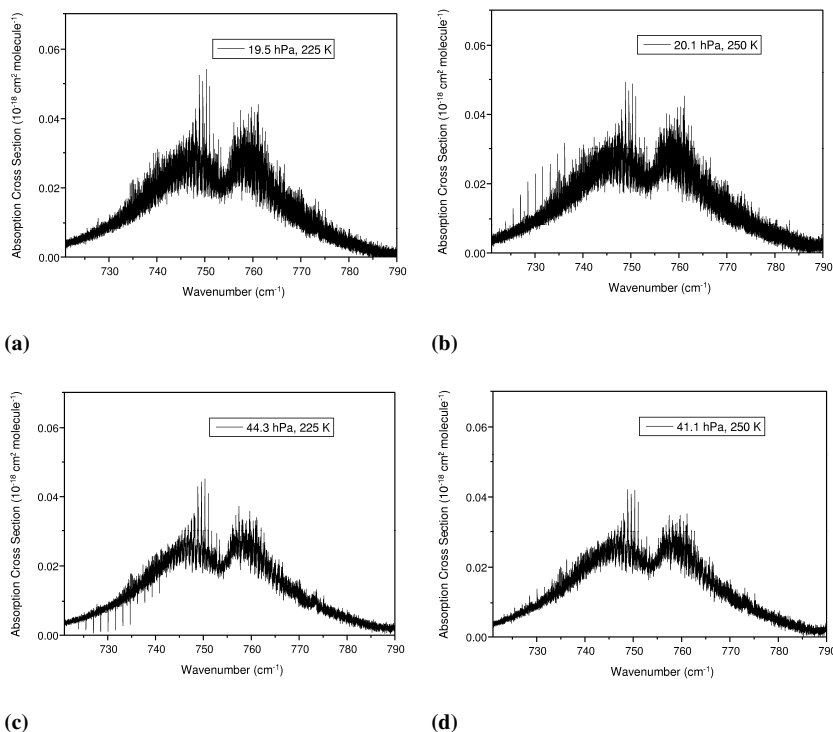 0.06
0.04
0.02
0.00
Absorption Cross Section (10⁻¹⁸ cm² molecule⁻¹)
19.5 hPa, 225 K
730 740 750 760 770 780 790
Wavenumber (cm⁻¹)
(a)
0.06
0.04
0.02
0.00
Absorption Cross Section (10⁻¹⁸ cm² molecule⁻¹)
20.1 hPa, 250 K
730 740 750 760 770 780 790
Wavenumber (cm⁻¹)
(b)
0.06
0.04
0.02
0.00
Absorption Cross Section (10⁻¹⁸ cm² molecule⁻¹)
44.3 hPa, 225 K
730 740 750 760 770 780 790
Wavenumber (cm⁻¹)
(c)
0.06
0.04
0.02
0.00
Absorption Cross Section (10⁻¹⁸ cm² molecule⁻¹)
41.1 hPa, 250 K
730 740 750 760 770 780 790
Wavenumber (cm⁻¹)
(d)